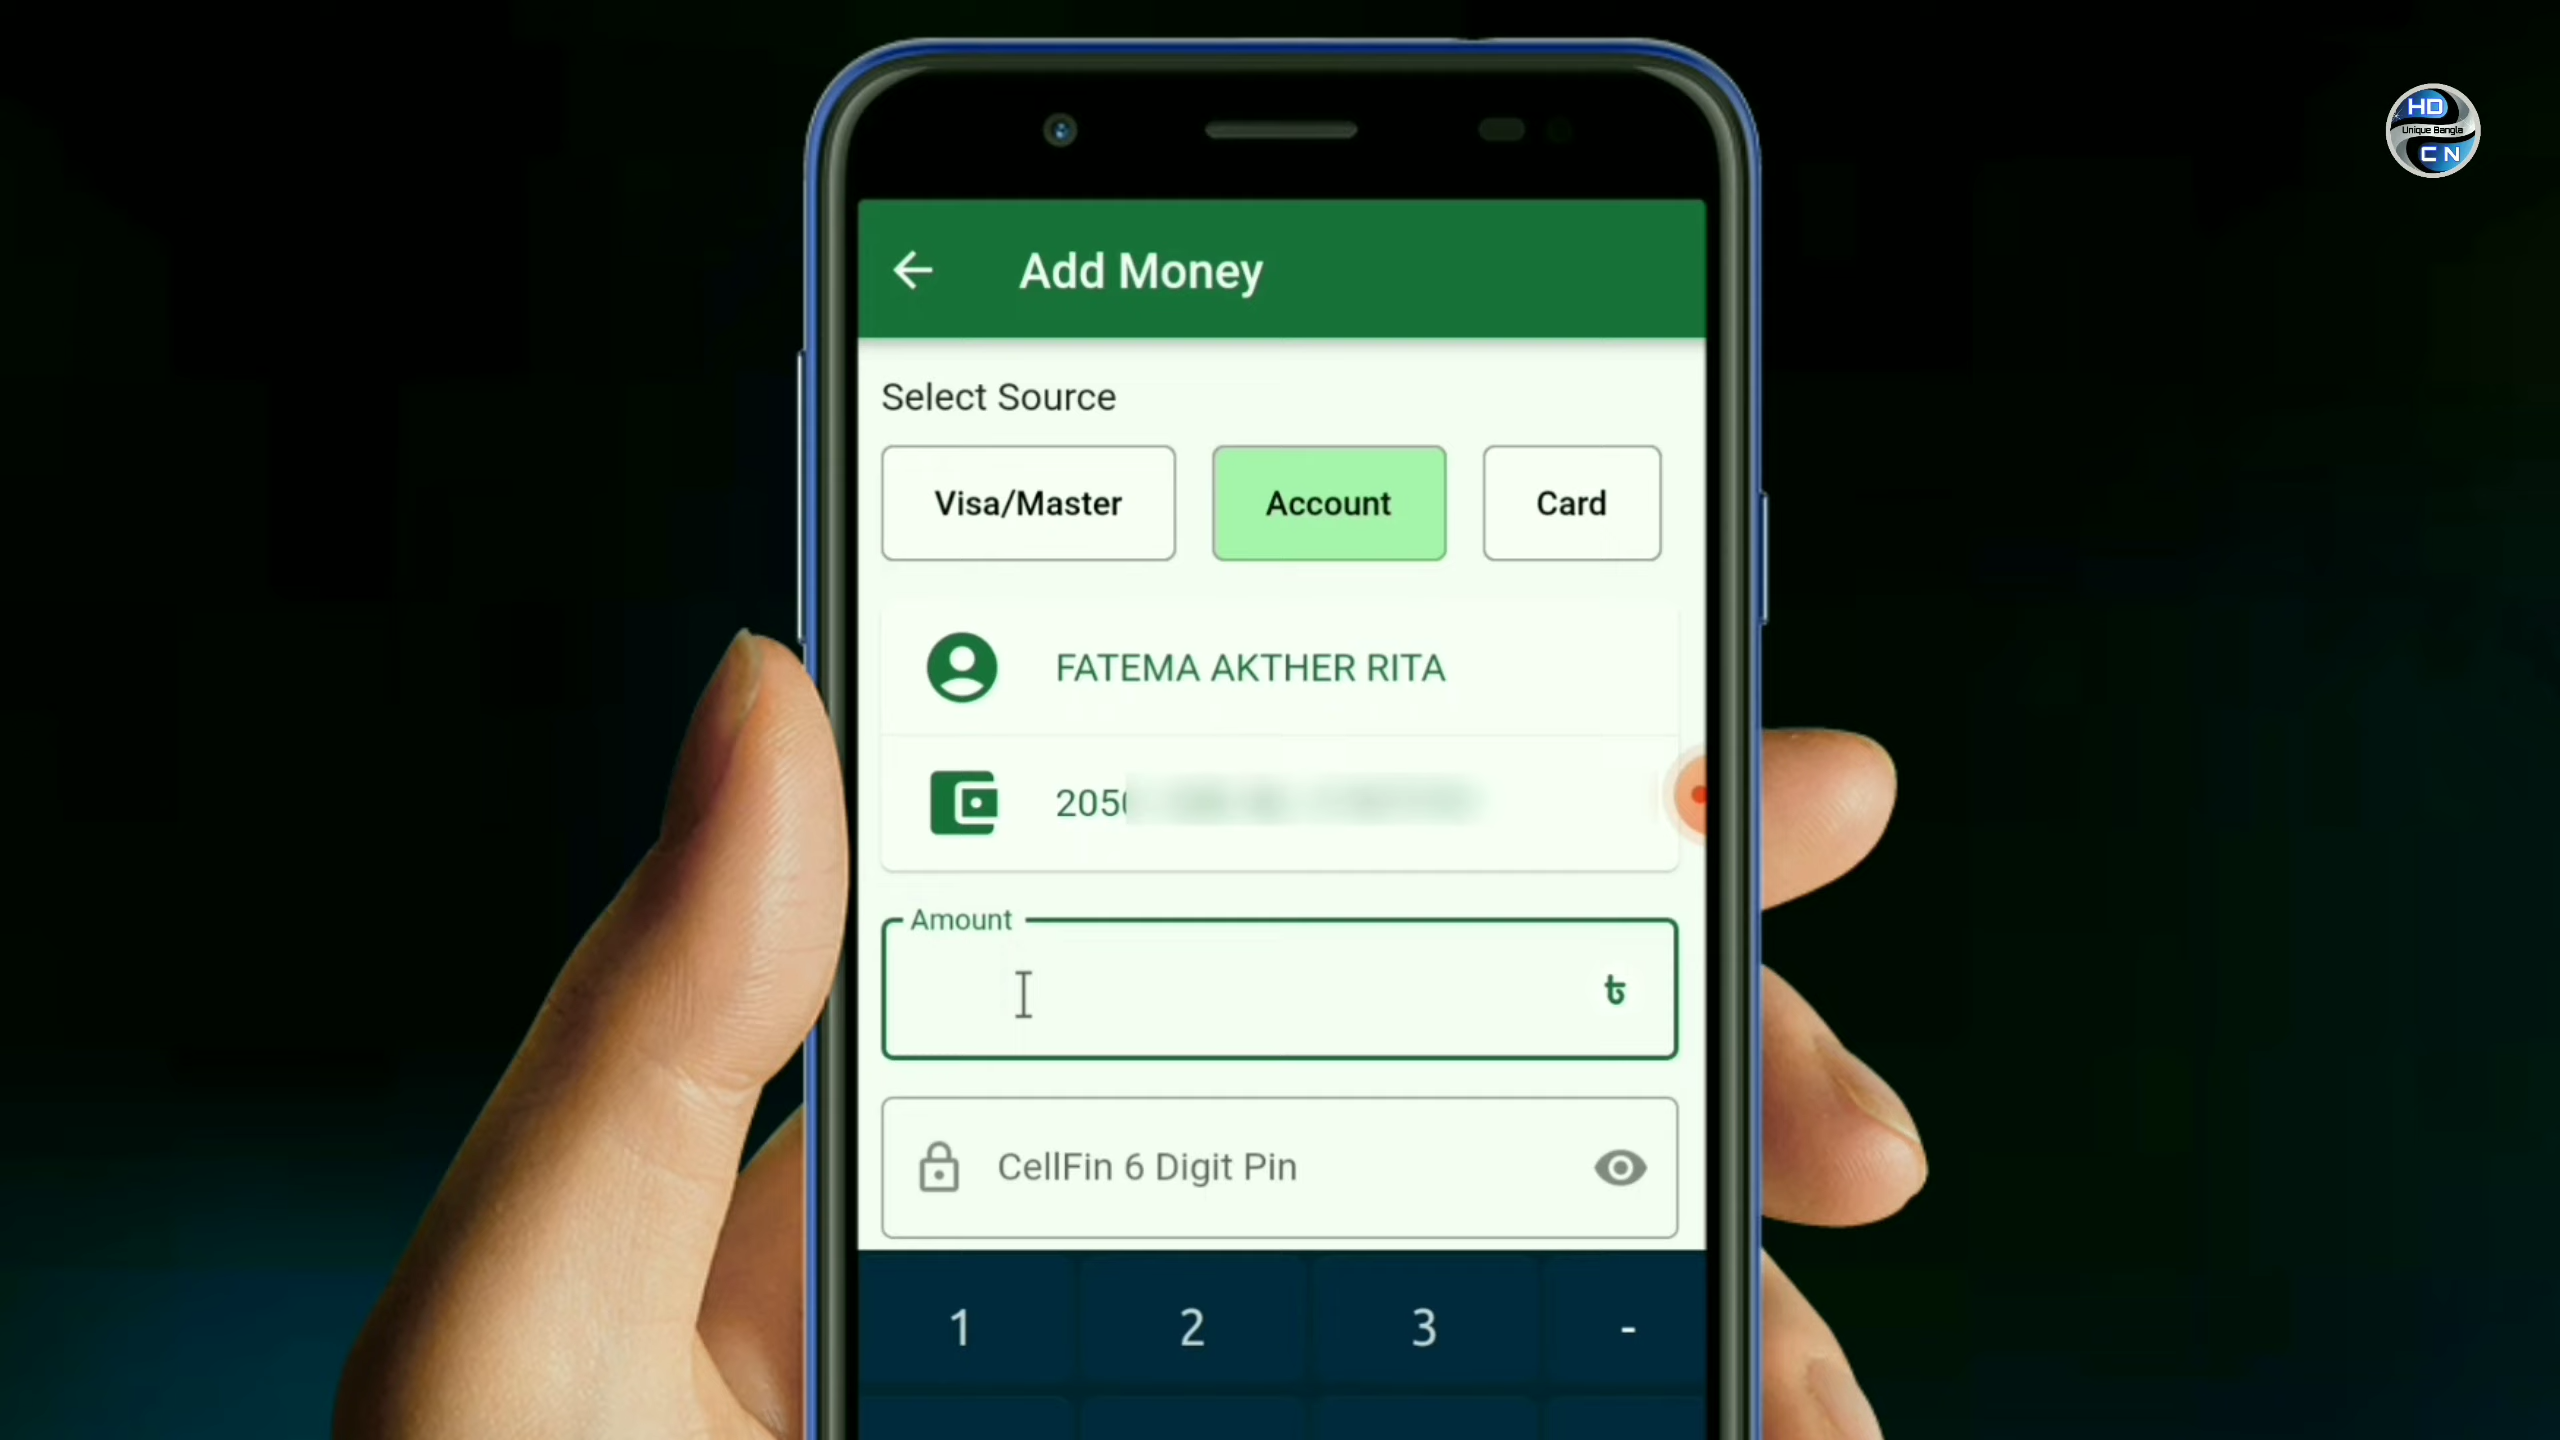 HD
Unique Bangla
CN
Add Money
Select Source
Visa/Master
Account
Card
FATEMA AKTHER RITA
205
Amount
৳
CellFin 6 Digit Pin
1
2
3
-